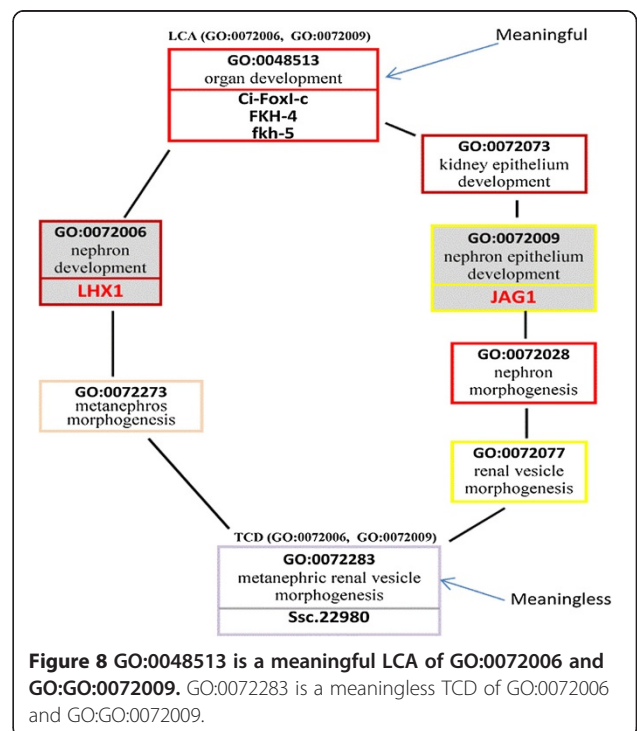 LCA (GO:0072006, GO:0072009)
Meaningful
GO:0048513
organ development
Ci-FoxI-c
FKH-4
fkh-5
GO:0072073
kidney epithelium
development
GO:0072006
nephron
development
LHX1
GO:0072009
nephron epithelium
development
JAG1
GO:0072028
nephron
morphogenesis
GO:0072273
metanephros
morphogenesis
GO:0072077
renal vesicle
morphogenesis
TCD (GO:0072006, GO:0072009)
GO:0072283
metanephric renal vesicle
morphogenesis
Ssc.22980
Meaningless
Figure 8 GO:0048513 is a meaningful LCA of GO:0072006 and
GO:GO:0072009. GO:0072283 is a meaningless TCD of GO:0072006
and GO:GO:0072009.